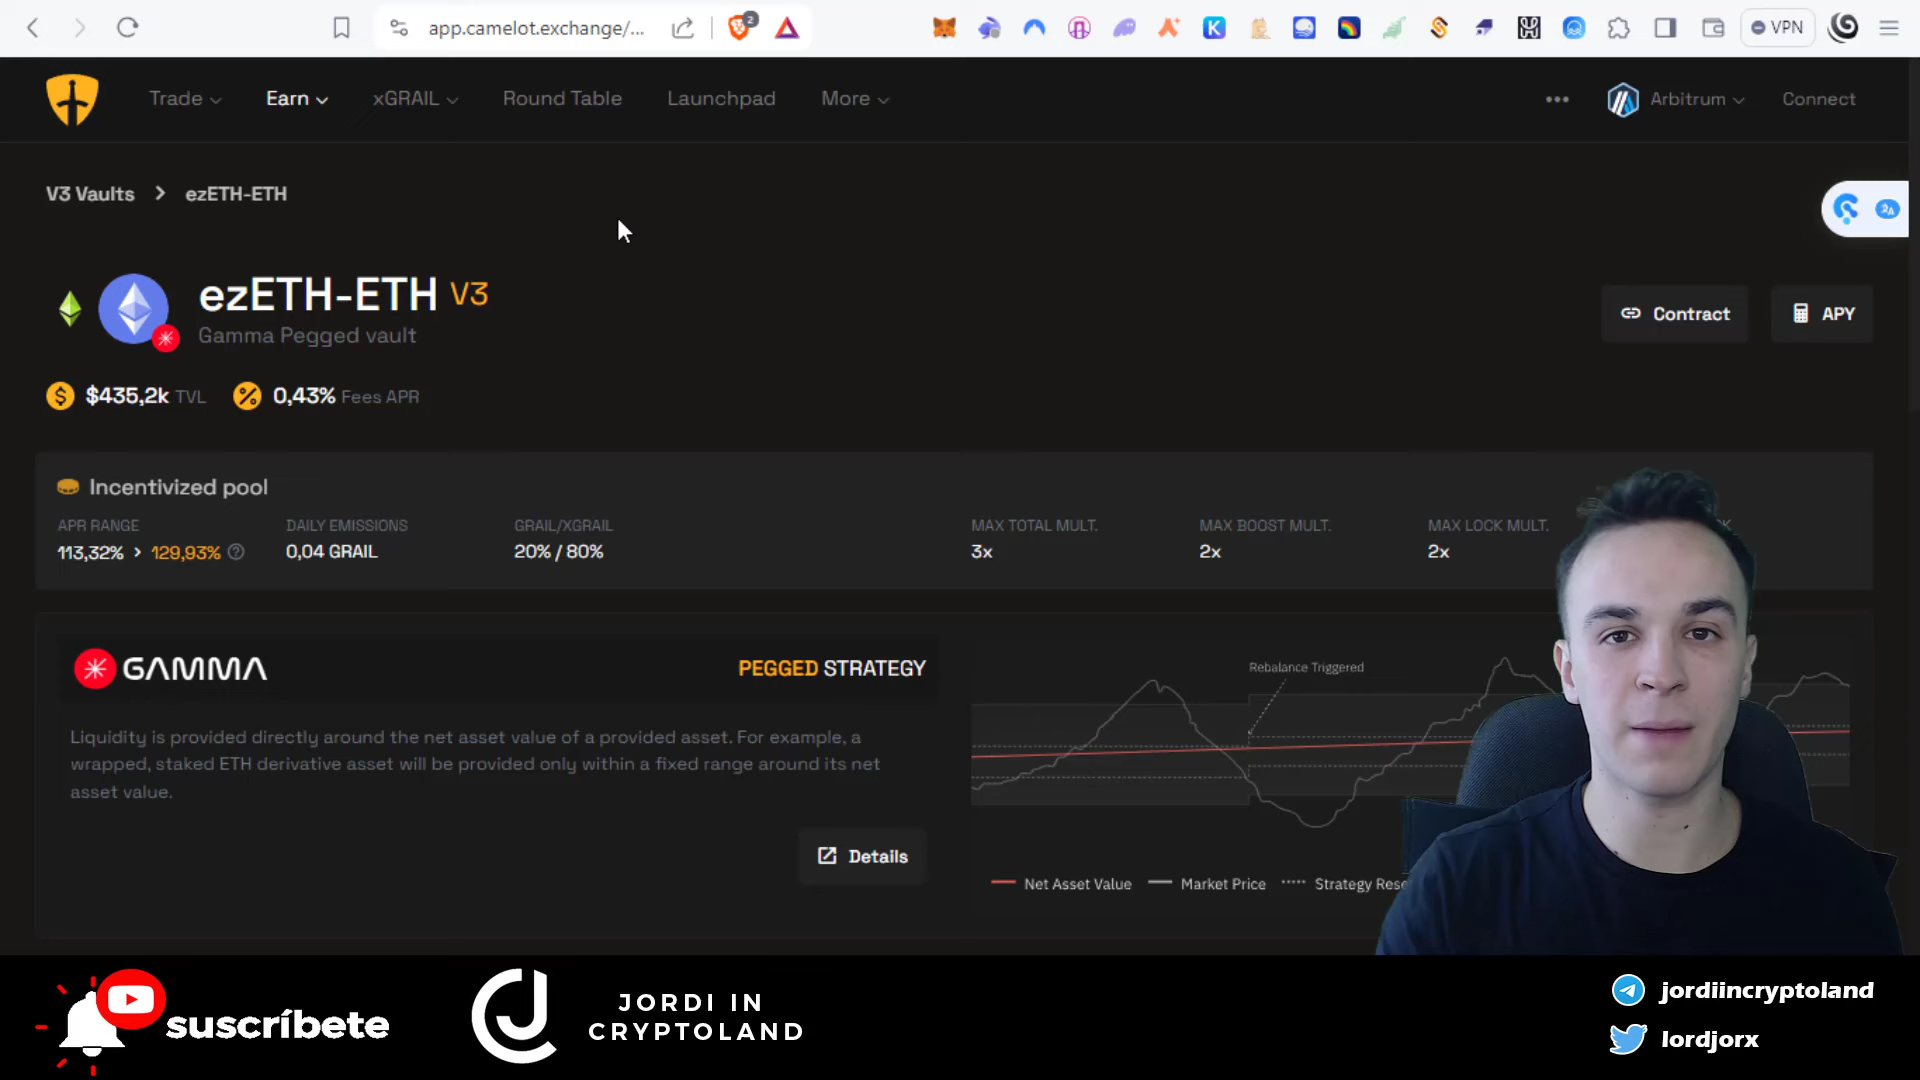 app.camelot.exchange/...
2
VPN
Trade
Earn
xGRAIL
Round Table
Launchpad
More
Arbitrum
Connect
V3 Vaults > ezETH-ETH
ezETH-ETH V3
Gamma Pegged vault
Contract
APY
$435,2k TVL
0,43% Fees APR
Incentivized pool
APR RANGE
DAILY EMISSIONS
GRAIL/XGRAIL
MAX TOTAL MULT.
MAX BOOST MULT.
MAX LOCK MULT.
113,32% > 129,93%
0,04 GRAIL
20% / 80%
3x
2x
2x
GAMMA
PEGGED STRATEGY
Liquidity is provided directly around the net asset value of a provided asset. For example, a
wrapped, staked ETH derivative asset will be provided only within a fixed range around its net
asset value.
Details
Rebalance Triggered
Net Asset Value
Market Price
Strategy
suscríbete
JORDI IN
CRYPTOLAND
jordiincryptoland
lordjorx